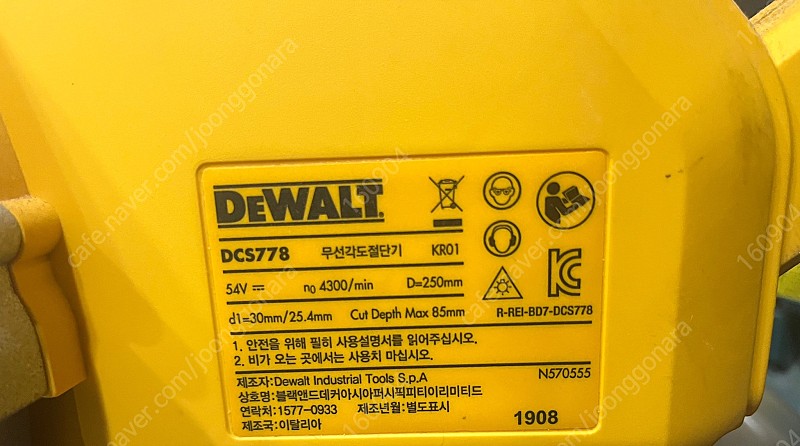 DEWALT
DCS778 무선각도절단기 KR01
54V n₀ 4300/min D=250mm
d1=30mm/25.4mm Cut Depth Max 85mm
R-REI-BD7-DCS778
1. 안전을 위해 필히 사용설명서를 읽어주십시오.
2. 비가 오는 곳에서는 사용치 마십시오.
제조자:Dewalt Industrial Tools S.p.A N570555
상호명:블랙앤드데커아시아퍼시픽피티이리미티드
연락처:1577-0933 제조년월:별도표시
제조국:이탈리아 1908
cafe.naver.com/joonggonara
160904